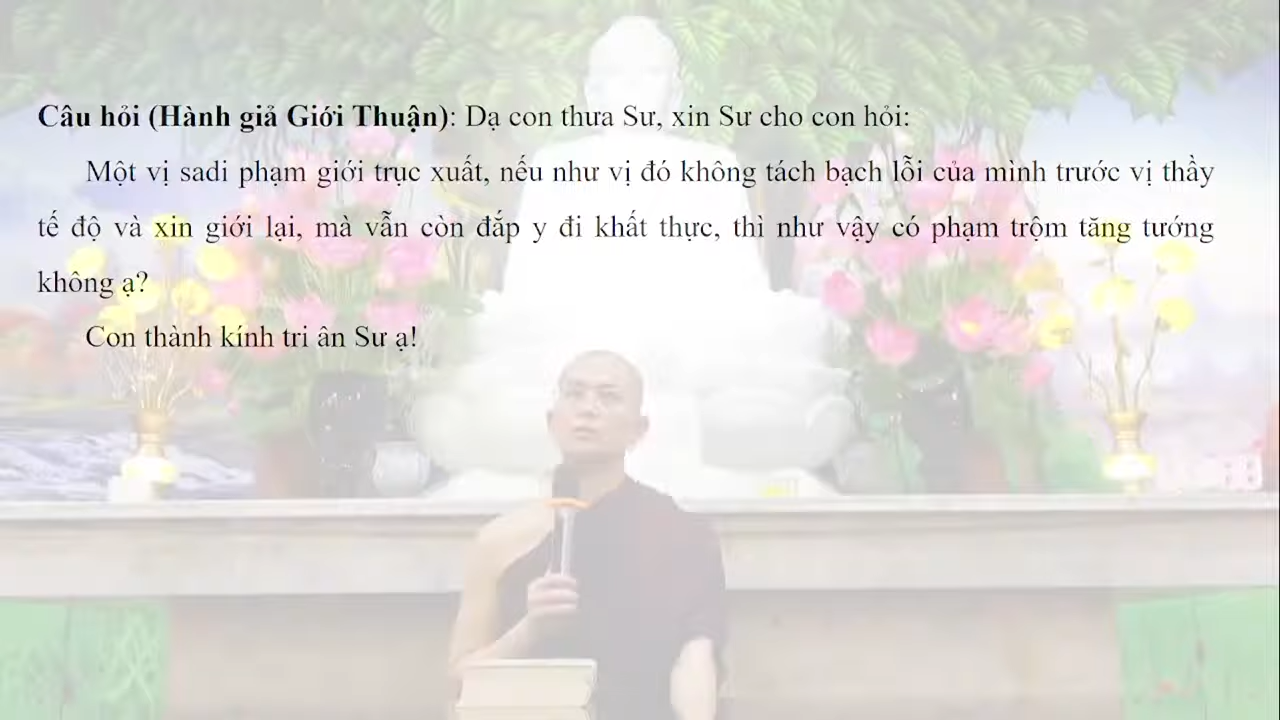 Câu hỏi (Hành giả Giới Thuận): Dạ con thưa Sư, xin Sư cho con hỏi:
Một vị sadi phạm giới trục xuất, nếu như vị đó không tách bạch lỗi của mình trước vị thầy
tế độ và xin giới lại, mà vẫn còn đắp y đi khất thực, thì như vậy có phạm trộm tăng tướng
không ạ?
Con thành kính tri ân Sư ạ!